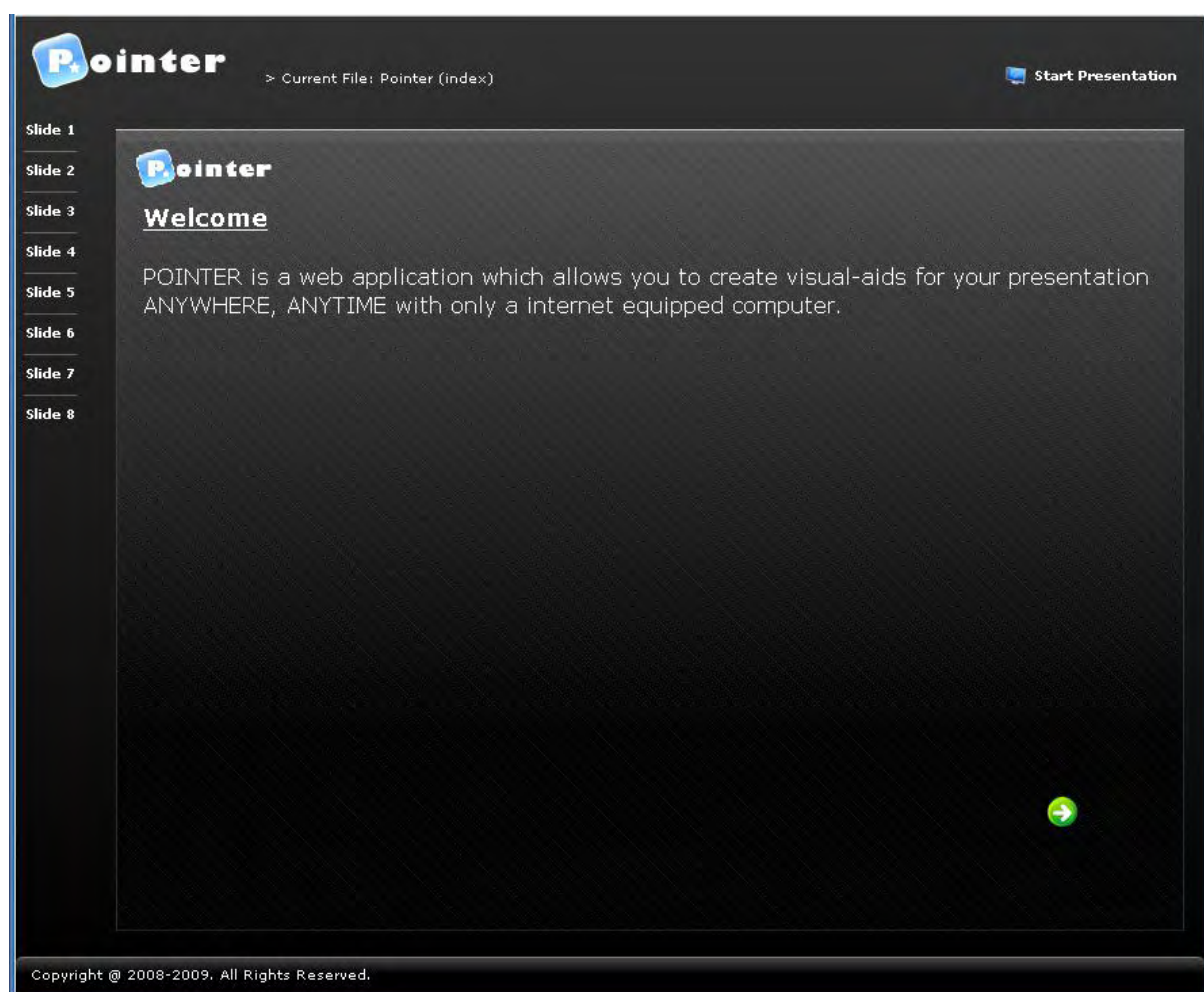 Pointer
> Current File: Pointer (index)
Start Presentation
Slide 1
Slide 2
Slide 3
Slide 4
Slide 5
Slide 6
Slide 7
Slide 8
Pointer
Welcome
POINTER is a web application which allows you to create visual-aids for your presentation
ANYWHERE, ANYTIME with only a internet equipped computer.
Copyright @ 2008-2009. All Rights Reserved.